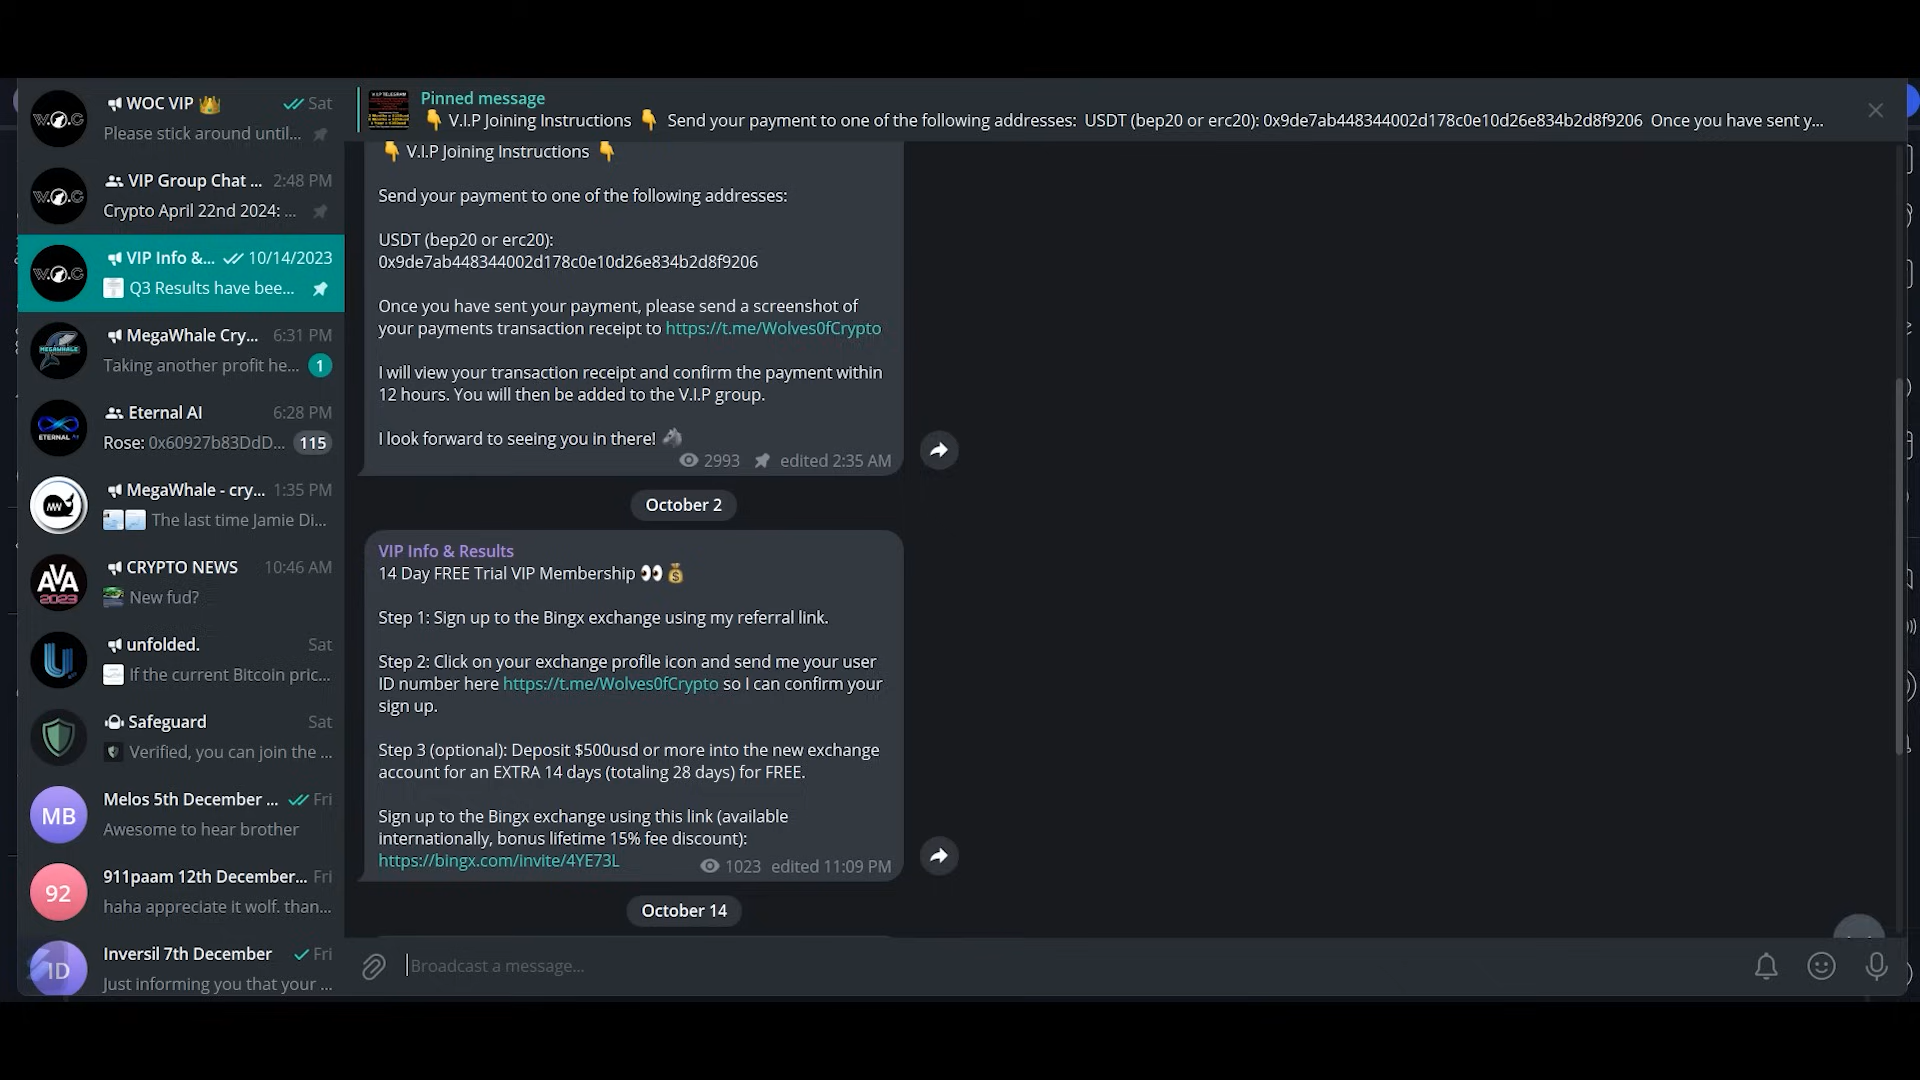 WOC VIP 👑 Sat
Please stick around until...
VIP Group Chat ... 2:48 PM
Crypto April 22nd 2024: ...
VIP Info &... 10/14/2023
Q3 Results have bee...
MegaWhale Cry... 6:31 PM
Taking another profit he... 1
Eternal AI 6:28 PM
Rose: 0x60927b83DdD... 115
MegaWhale - cry... 1:35 PM
The last time Jamie Di...
CRYPTO NEWS 10:46 AM
New fud?
unfolded. Sat
If the current Bitcoin pric...
Safeguard Sat
Verified, you can join the ...
Melos 5th December ... Fri
Awesome to hear brother
911paam 12th December... Fri
haha appreciate it wolf. than...
Inversil 7th December Fri
Just informing you that your ...
W.O.C
W.O.C
W.O.C
MEGAWHALE
ETERNAL AI
MW
AVA
2023
MB
92
ID
Pinned message
👇 V.I.P Joining Instructions 👇 Send your payment to one of the following addresses: USDT (bep20 or erc20): 0x9de7ab448344002d178c0e10d26e834b2d8f9206 Once you have sent y...
👇 V.I.P Joining Instructions 👇
Send your payment to one of the following addresses:
USDT (bep20 or erc20):
0x9de7ab448344002d178c0e10d26e834b2d8f9206
Once you have sent your payment, please send a screenshot of
your payments transaction receipt to https://t.me/Wolves0fCrypto
I will view your transaction receipt and confirm the payment within
12 hours. You will then be added to the V.I.P group.
I look forward to seeing you in there! 🐺
2993 edited 2:35 AM
October 2
VIP Info & Results
14 Day FREE Trial VIP Membership 👀💰
Step 1: Sign up to the Bingx exchange using my referral link.
Step 2: Click on your exchange profile icon and send me your user
ID number here https://t.me/Wolves0fCrypto so I can confirm your
sign up.
Step 3 (optional): Deposit $500usd or more into the new exchange
account for an EXTRA 14 days (totaling 28 days) for FREE.
Sign up to the Bingx exchange using this link (available
internationally, bonus lifetime 15% fee discount):
https://bingx.com/invite/4YE73L
1023 edited 11:09 PM
October 14
Broadcast a message...